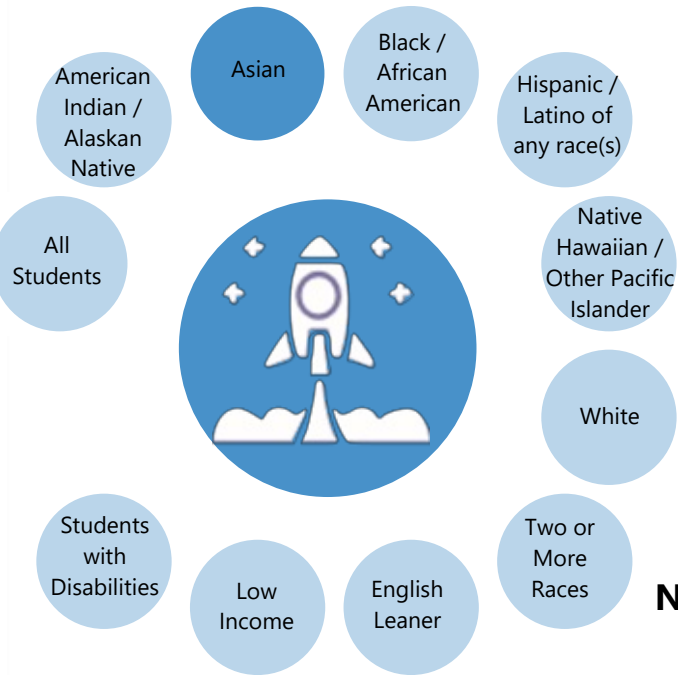 Asian
Black /
African
American
American
Indian /
Alaskan
Native
Hispanic /
Latino of
any race(s)
All
Students
Native
Hawaiian /
Other Pacific
Islander
White
Students
with
Disabilities
Low
Income
English
Leaner
Two or
More
Races
N